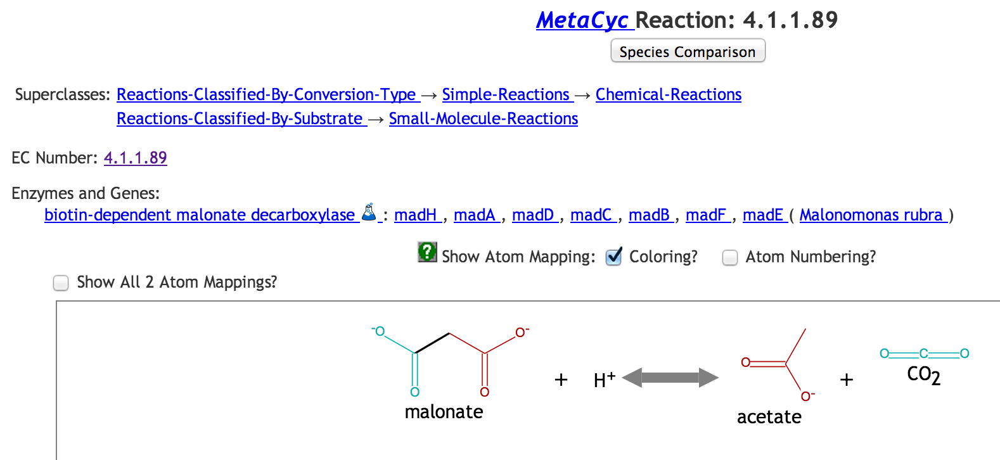 MetaCyc Reaction: 4.1.1.89
Species Comparison
Superclasses: Reactions-Classified-By-Conversion-Type → Simple-Reactions → Chemical-Reactions
Reactions-Classified-By-Substrate → Small-Molecule-Reactions
EC Number: 4.1.1.89
Enzymes and Genes:
biotin-dependent malonate decarboxylase : madH , madA , madD , madC , madB , madF , madE ( Malonomonas rubra )
? Show Atom Mapping: Coloring? Atom Numbering?
Show All 2 Atom Mappings?
⁻O O⁻ O O
malonate
+ H⁺
O O⁻
acetate
+
O C O
CO₂